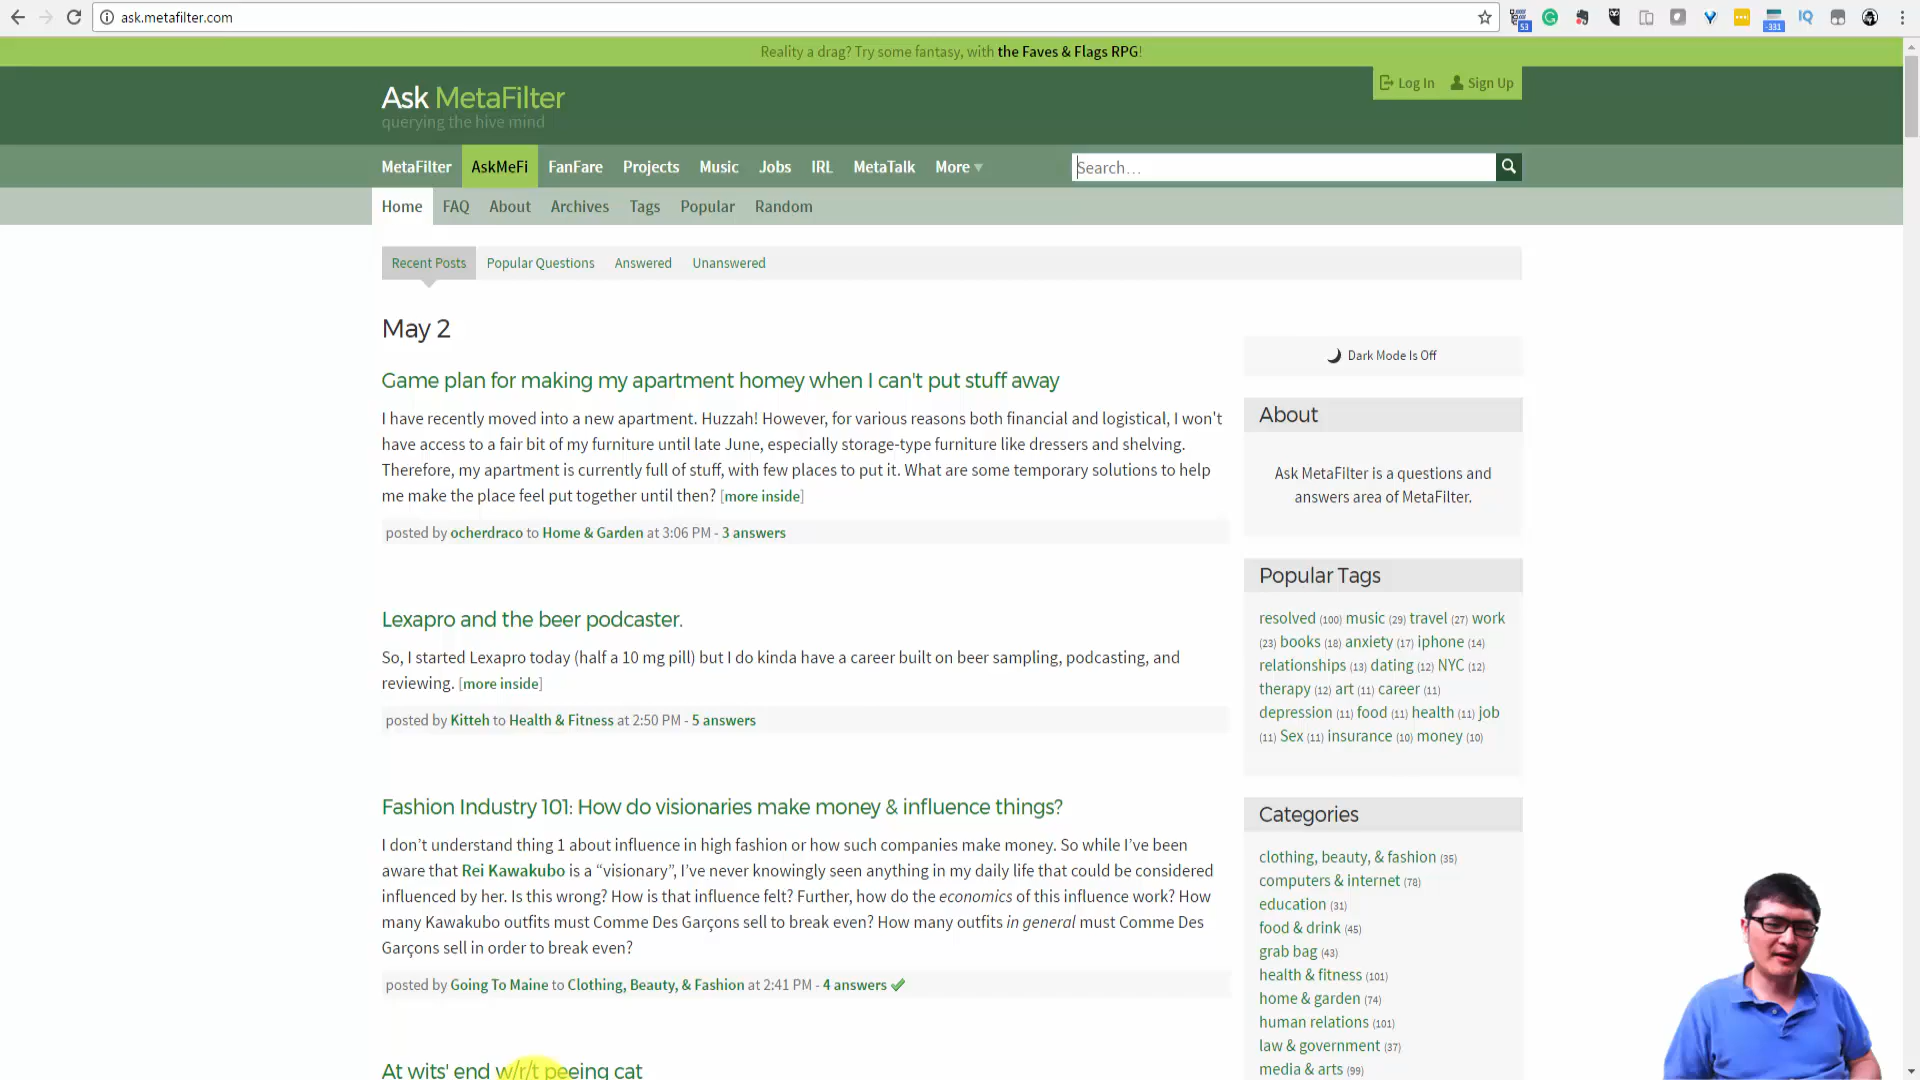 ask.metafilter.com
53
-331
IQ
Reality a drag? Try some fantasy, with the Faves & Flags RPG!
Log In Sign Up
Ask MetaFilter
querying the hive mind
MetaFilter AskMeFi FanFare Projects Music Jobs IRL MetaTalk More
Search…
Home FAQ About Archives Tags Popular Random
Recent Posts Popular Questions Answered Unanswered
May 2
Game plan for making my apartment homey when I can't put stuff away
I have recently moved into a new apartment. Huzzah! However, for various reasons both financial and logistical, I won't
have access to a fair bit of my furniture until late June, especially storage-type furniture like dressers and shelving.
Therefore, my apartment is currently full of stuff, with few places to put it. What are some temporary solutions to help
me make the place feel put together until then? [more inside]
posted by ocherdraco to Home & Garden at 3:06 PM - 3 answers
Lexapro and the beer podcaster.
So, I started Lexapro today (half a 10 mg pill) but I do kinda have a career built on beer sampling, podcasting, and
reviewing. [more inside]
posted by Kitteh to Health & Fitness at 2:50 PM - 5 answers
Fashion Industry 101: How do visionaries make money & influence things?
I don’t understand thing 1 about influence in high fashion or how such companies make money. So while I’ve been
aware that Rei Kawakubo is a “visionary”, I’ve never knowingly seen anything in my daily life that could be considered
influenced by her. Is this wrong? How is that influence felt? Further, how do the economics of this influence work? How
many Kawakubo outfits must Comme Des Garçons sell to break even? How many outfits in general must Comme Des
Garçons sell in order to break even?
posted by Going To Maine to Clothing, Beauty, & Fashion at 2:41 PM - 4 answers
At wits' end w/r/t peeing cat
Dark Mode Is Off
About
Ask MetaFilter is a questions and
answers area of MetaFilter.
Popular Tags
resolved (100) music (29) travel (27) work
(23) books (18) anxiety (17) iphone (14)
relationships (13) dating (12) NYC (12)
therapy (12) art (11) career (11)
depression (11) food (11) health (11) job
(11) Sex (11) insurance (10) money (10)
Categories
clothing, beauty, & fashion (35)
computers & internet (78)
education (31)
food & drink (45)
grab bag (43)
health & fitness (101)
home & garden (74)
human relations (101)
law & government (37)
media & arts (99)